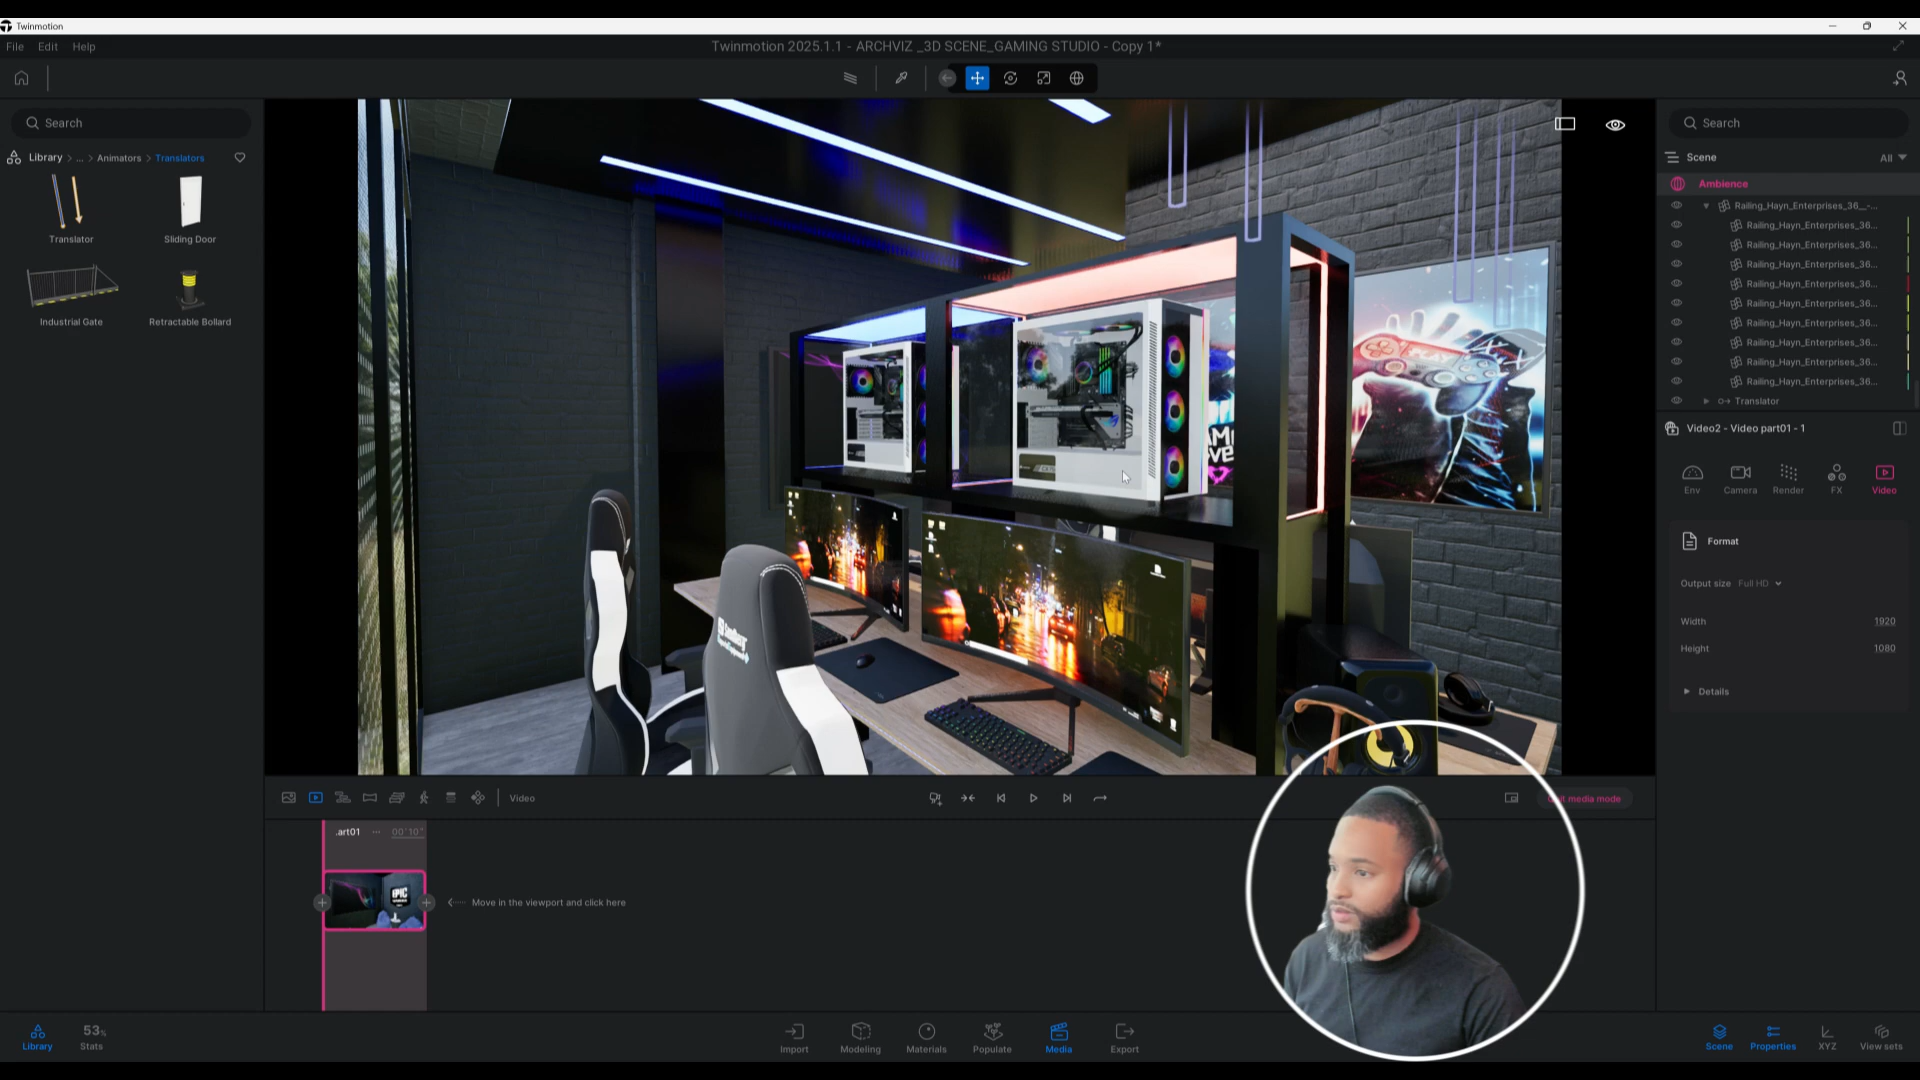 Twinmotion
File Edit Help
Twinmotion 2025.1.1 - ARCHVIZ _3D SCENE_GAMING STUDIO - Copy 1*
Search
Library > ... > Animators > Translators
Translator
Sliding Door
Industrial Gate
Retractable Bollard
PLAY
EPIC
Search
Scene
All
Ambience
Railing_Hayn_Enterprises_36__-...
Railing_Hayn_Enterprises_36...
Railing_Hayn_Enterprises_36...
Railing_Hayn_Enterprises_36...
Railing_Hayn_Enterprises_36...
Railing_Hayn_Enterprises_36...
Railing_Hayn_Enterprises_36...
Railing_Hayn_Enterprises_36...
Railing_Hayn_Enterprises_36...
Railing_Hayn_Enterprises_36...
Translator
Video2 - Video part01 - 1
Env
Camera
Render
FX
Video
Format
Output size Full HD
Width 1920
Height 1080
Details
Video
media mode
.art01 ... 00'10"
Move in the viewport and click here
Library
53%
Stats
Import
Modeling
Materials
Populate
Media
Export
Scene
Properties
XYZ
View sets